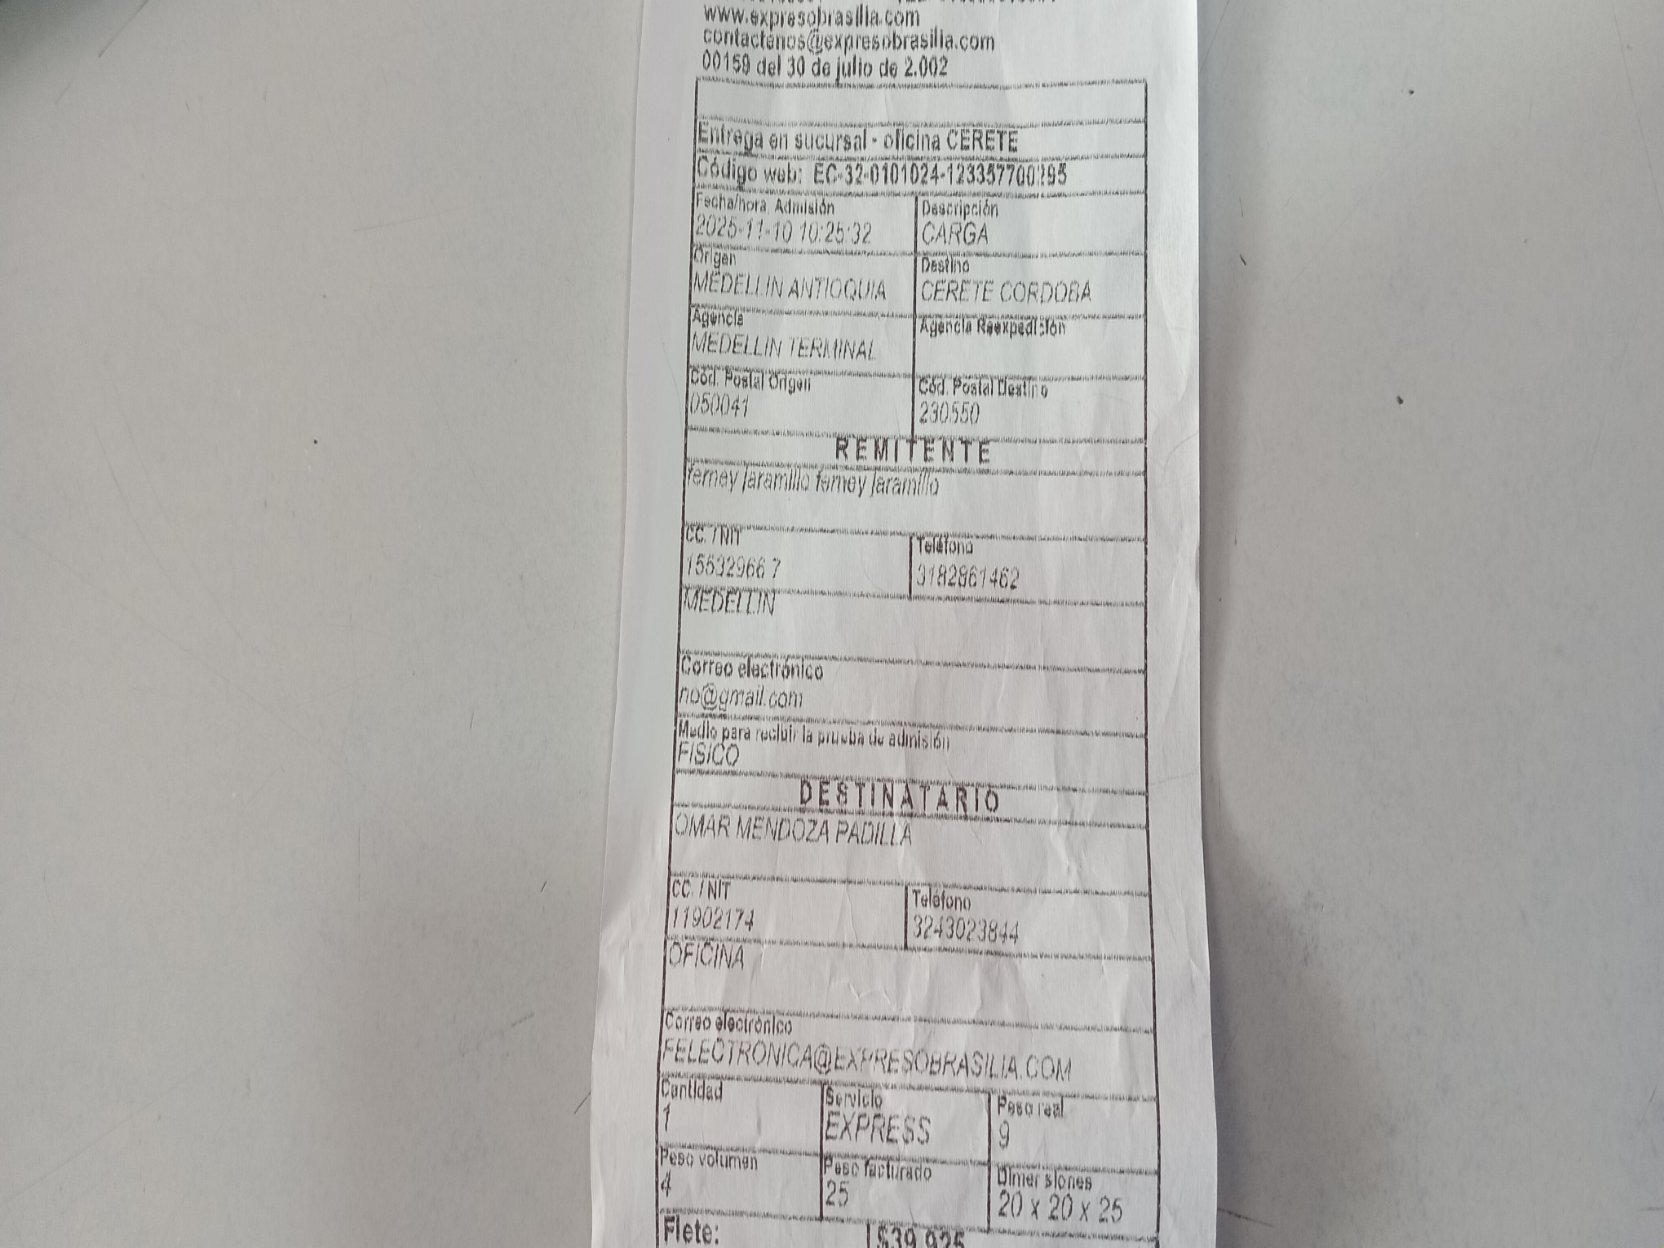 www.expresobrasilia.com
contactenos@expresobrasilia.com
00159 del 30 de julio de 2.002
Entrega en sucursal - oficina CERETE
Código web: EC-32-0101024-123357700295
Fecha/hora Admisión Descripción
2025-11-10 10:25:32 CARGA
Origen Destino
MEDELLIN ANTIOQUIA CERETE CORDOBA
Agencia Agencia Reexpedición
MEDELLIN TERMINAL
Cód. Postal Origen Cód. Postal Destino
050041 230550
REMITENTE
ferney jaramillo ferney jaramillo
CC. / NIT Teléfono
15532966 7 3182861462
MEDELLIN
Correo electrónico
no@gmail.com
Medio para recibir la prueba de admisión
FISICO
DESTINATARIO
OMAR MENDOZA PADILLA
CC. / NIT Teléfono
11902174 3243023844
OFICINA
Correo electrónico
FELECTRONICA@EXPRESOBRASILIA.COM
Cantidad Servicio Peso real
1 EXPRESS 9
Peso volumen Peso facturado Dimensiones
4 25 20 x 20 x 25
Flete: $39,925